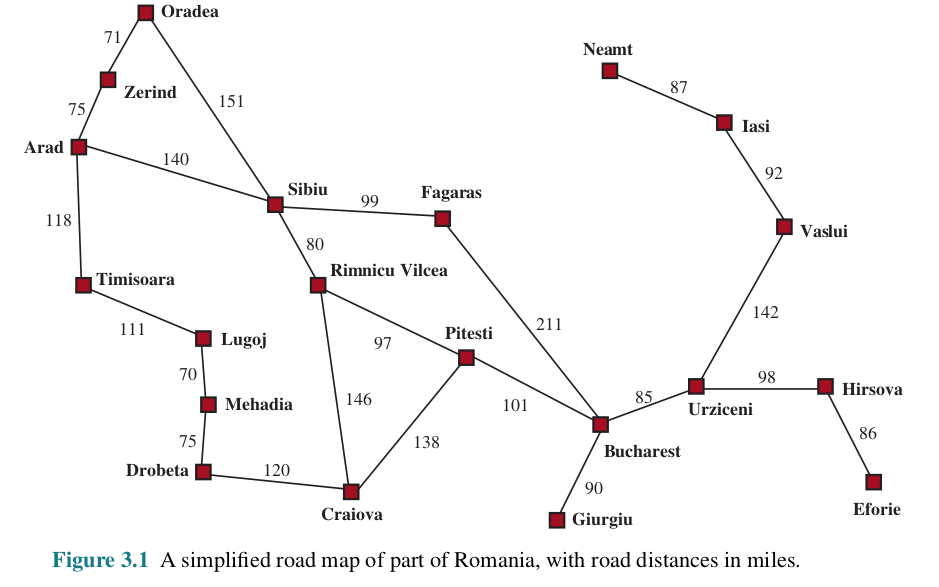 Oradea
71
Neamt
Zerind
87
75
151
Iasi
Arad
140
92
Sibiu
Fagaras
99
118
Vaslui
80
Rimnicu Vilcea
Timisoara
142
211
111
Lugoj
97
Pitesti
70
98
Hirsova
146
85
Mehadia
101
Urziceni
86
75
138
Bucharest
Drobeta
120
90
Eforie
Craiova
Giurgiu
Figure 3.1 A simplified road map of part of Romania, with road distances in miles.